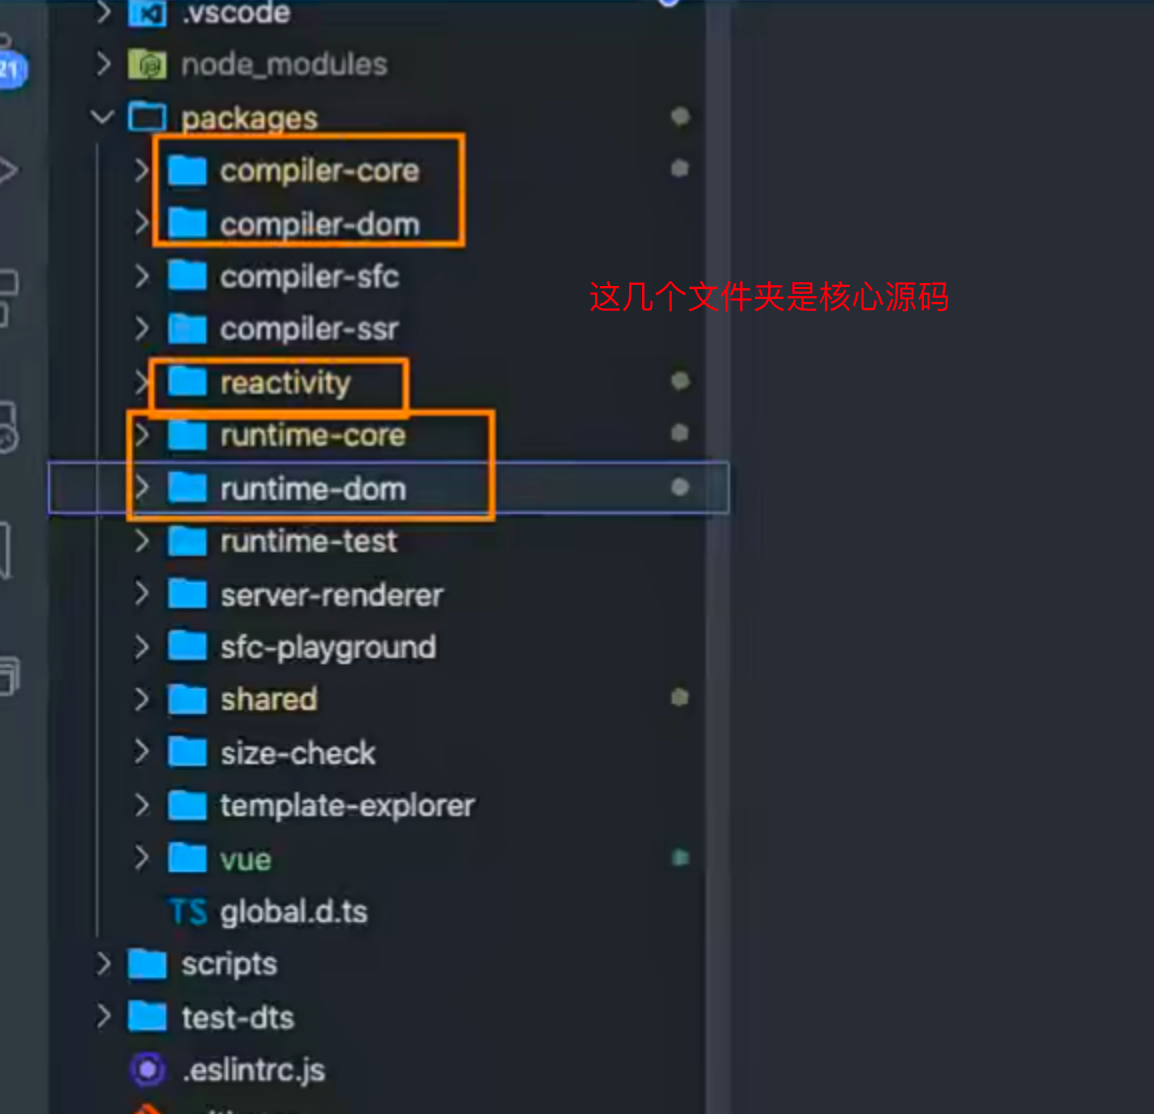 .vscode
21
node_modules
packages
compiler-core
compiler-dom
compiler-sfc
这几个文件夹是核心源码
compiler-ssr
reactivity
runtime-core
runtime-dom
runtime-test
server-renderer
sfc-playground
shared
size-check
template-explorer
vue
TS global.d.ts
scripts
test-dts
.eslintrc.js